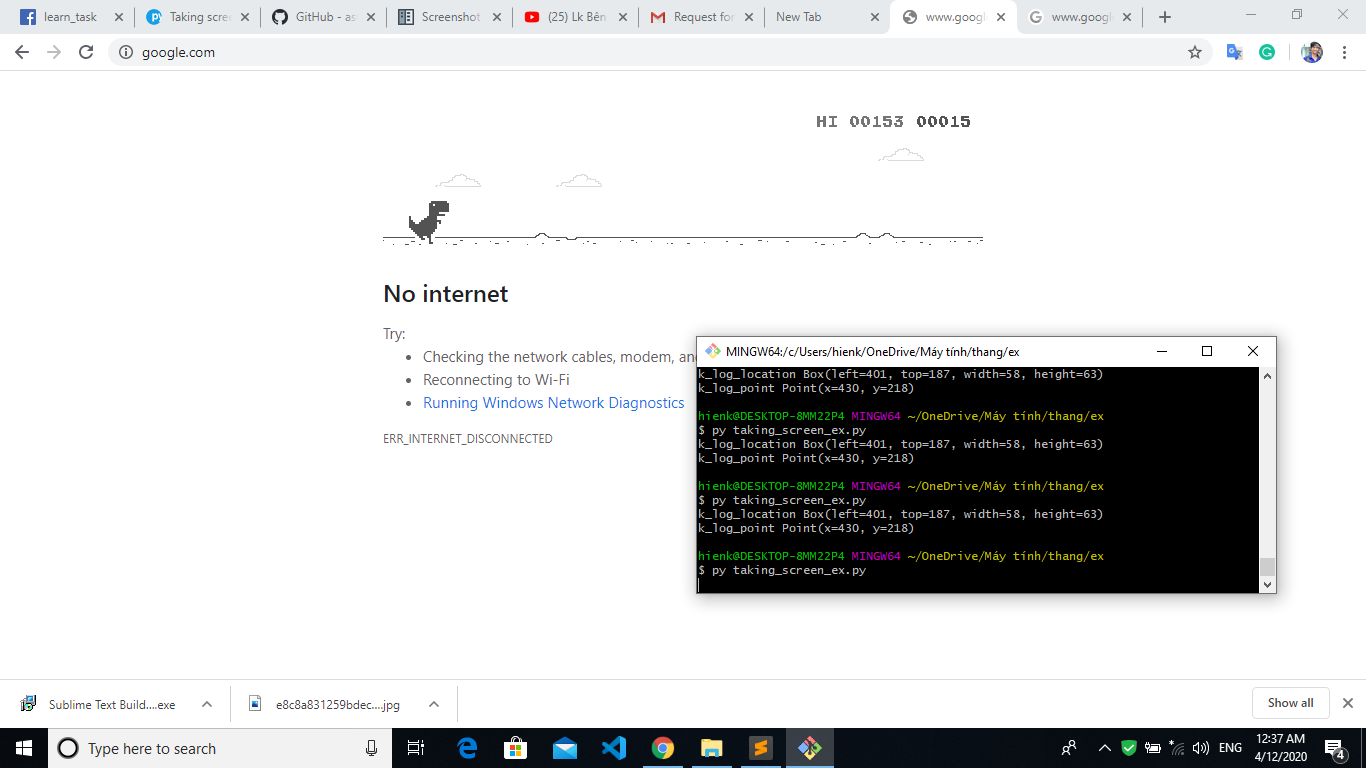 learn_task
Taking scree
GitHub - as
Screenshot
(25) Lk Bên
Request for
New Tab
www.google
www.google
google.com
HI 00153 00015
No internet
Try:
Checking the network cables, modem, and
Reconnecting to Wi-Fi
Running Windows Network Diagnostics
ERR_INTERNET_DISCONNECTED
MINGW64:/c/Users/hienk/OneDrive/Máy tính/thang/ex
k_log_location Box(left=401, top=187, width=58, height=63)
k_log_point Point(x=430, y=218)
hienk@DESKTOP-8MM22P4 MINGW64 ~/OneDrive/Máy tính/thang/ex
$ py taking_screen_ex.py
k_log_location Box(left=401, top=187, width=58, height=63)
k_log_point Point(x=430, y=218)
hienk@DESKTOP-8MM22P4 MINGW64 ~/OneDrive/Máy tính/thang/ex
$ py taking_screen_ex.py
k_log_location Box(left=401, top=187, width=58, height=63)
k_log_point Point(x=430, y=218)
hienk@DESKTOP-8MM22P4 MINGW64 ~/OneDrive/Máy tính/thang/ex
$ py taking_screen_ex.py
Sublime Text Build....exe
e8c8a831259bdec....jpg
Show all
Type here to search
ENG
12:37 AM
4/12/2020
4